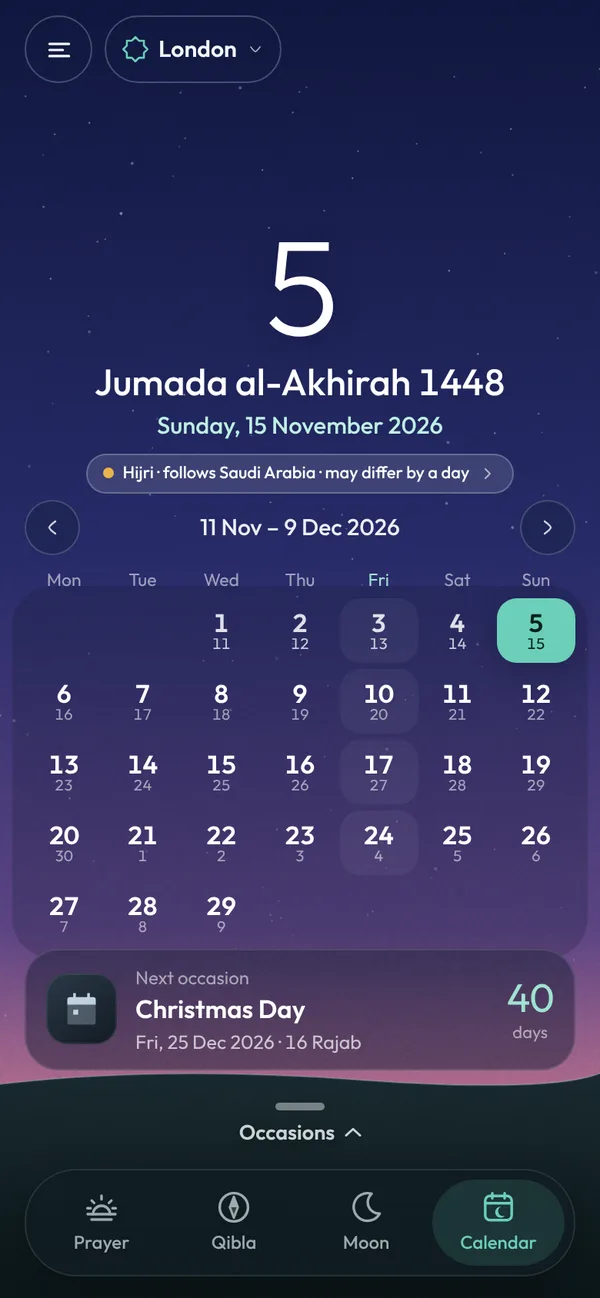 London
5
Jumada al-Akhirah 1448
Sunday, 15 November 2026
Hijri · follows Saudi Arabia · may differ by a day
11 Nov – 9 Dec 2026
Mon Tue Wed Thu Fri Sat Sun
1 2 3 4 5
11 12 13 14 15
6 7 8 9 10 11 12
16 17 18 19 20 21 22
13 14 15 16 17 18 19
23 24 25 26 27 28 29
20 21 22 23 24 25 26
30 1 2 3 4 5 6
27 28 29
7 8 9
Next occasion
Christmas Day
Fri, 25 Dec 2026 · 16 Rajab
40
days
Occasions
Prayer Qibla Moon Calendar